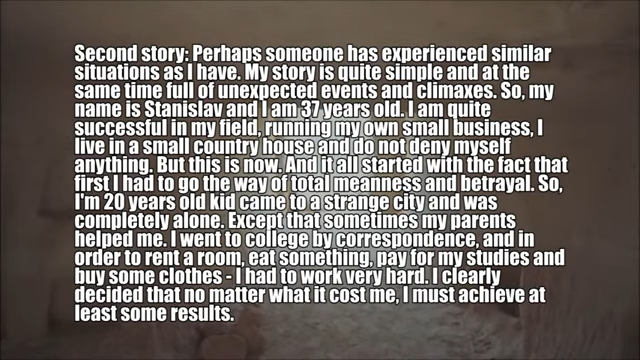 Second story: Perhaps someone has experienced similar
situations as I have. My story is quite simple and at the
same time full of unexpected events and climaxes. So, my
name is Stanislav and I am 37 years old. I am quite
successful in my field, running my own small business, I
live in a small country house and do not deny myself
anything. But this is now. And it all started with the fact that
first I had to go the way of total meanness and betrayal. So,
I'm 20 years old kid came to a strange city and was
completely alone. Except that sometimes my parents
helped me. I went to college by correspondence, and in
order to rent a room, eat something, pay for my studies and
buy some clothes - I had to work very hard. I clearly
decided that no matter what it cost me, I must achieve at
least some results.